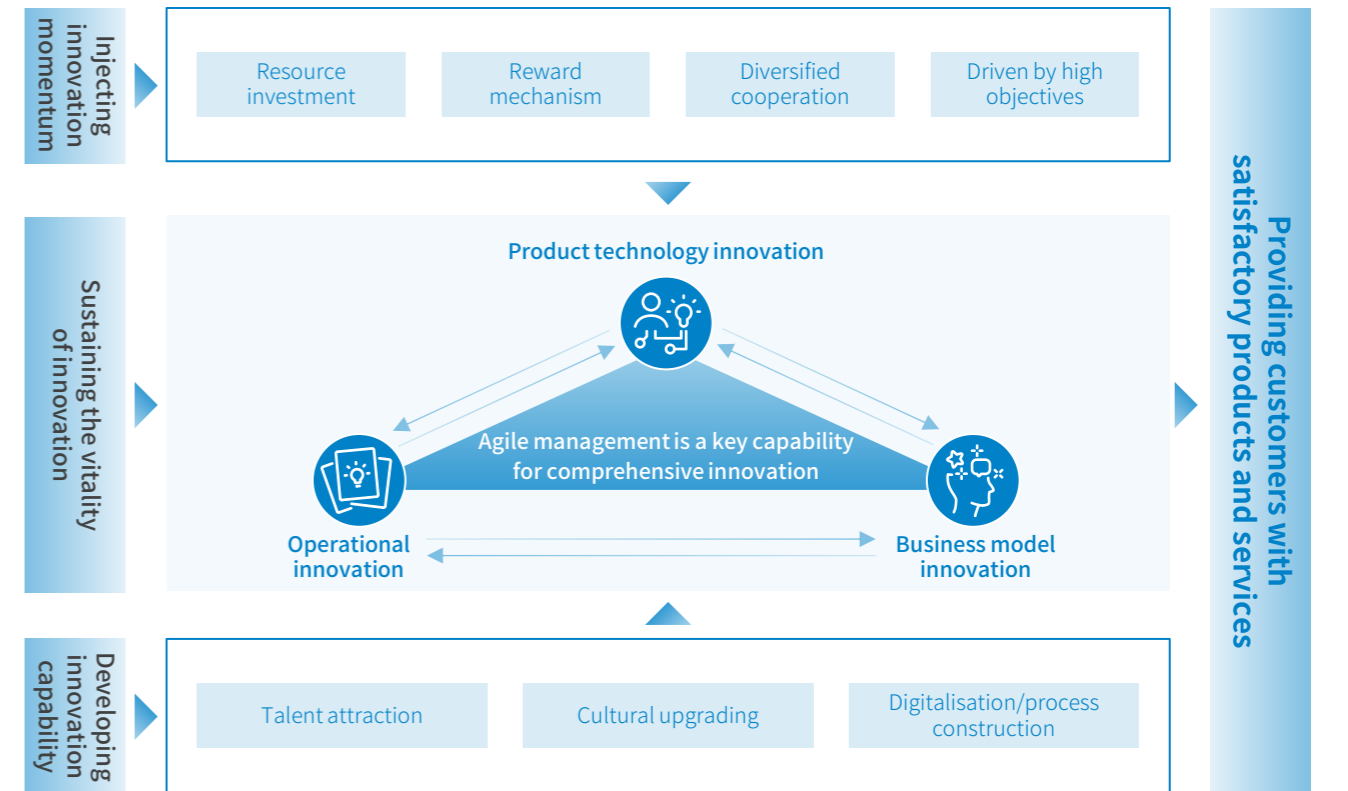 Injecting
innovation
momentum
Resource
investment
Reward
mechanism
Diversified
cooperation
Driven by high
objectives
Sustaining the vitality
of innovation
Product technology innovation
Agile management is a key capability
for comprehensive innovation
Operational
innovation
Business model
innovation
Developing
innovation
capability
Talent attraction
Cultural upgrading
Digitalisation/process
construction
Providing customers with
satisfactory products and services